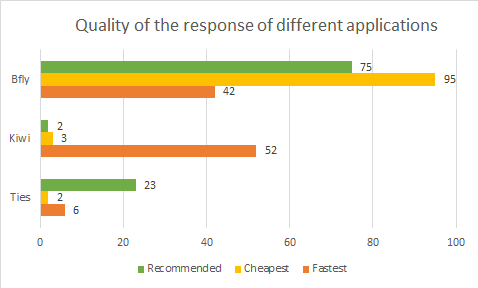 Quality of the response of different applications
Bfly
75
95
42
Kiwi
2
3
52
Ties
23
2
6
0 20 40 60 80 100
Recommended Cheapest Fastest